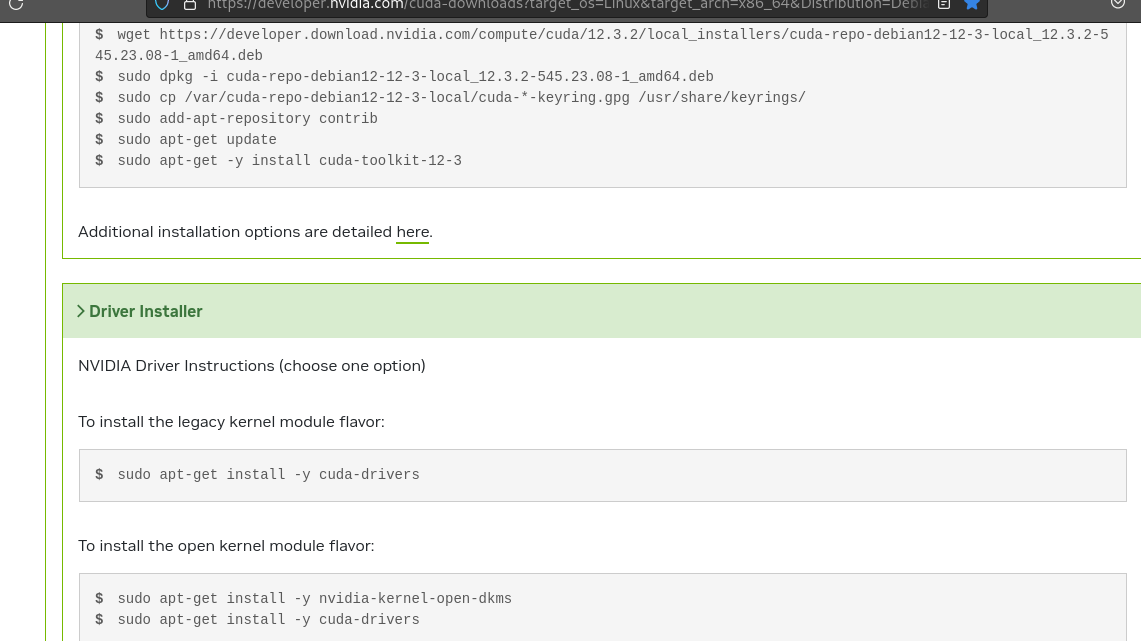 https://developer.nvidia.com/cuda-downloads?target_os=Linux&target_arch=x86_64&Distribution=Debi
$ wget https://developer.download.nvidia.com/compute/cuda/12.3.2/local_installers/cuda-repo-debian12-12-3-local_12.3.2-5
45.23.08-1_amd64.deb
$ sudo dpkg -i cuda-repo-debian12-12-3-local_12.3.2-545.23.08-1_amd64.deb
$ sudo cp /var/cuda-repo-debian12-12-3-local/cuda-*-keyring.gpg /usr/share/keyrings/
$ sudo add-apt-repository contrib
$ sudo apt-get update
$ sudo apt-get -y install cuda-toolkit-12-3
Additional installation options are detailed here.
Driver Installer
NVIDIA Driver Instructions (choose one option)
To install the legacy kernel module flavor:
$ sudo apt-get install -y cuda-drivers
To install the open kernel module flavor:
$ sudo apt-get install -y nvidia-kernel-open-dkms
$ sudo apt-get install -y cuda-drivers